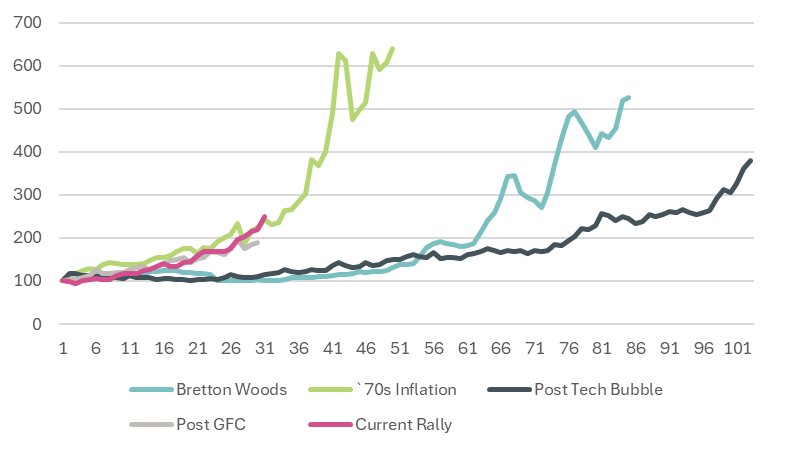 700
600
500
400
300
200
100
0
1 6 11 16 21 26 31 36 41 46 51 56 61 66 71 76 81 86 91 96 101
Bretton Woods `70s Inflation Post Tech Bubble
Post GFC Current Rally